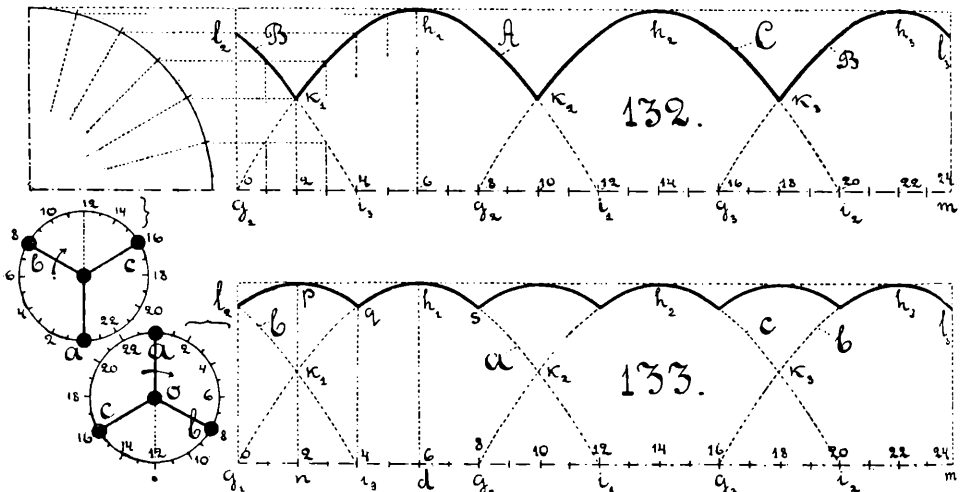 l₂ B h₁ A h₂ C B h₃ l₃
K₁ K₂ 132. K₃
0 2 4 6 8 10 12 14 16 18 20 22 24
g₂ i₃ g₂ i₁ g₃ i₂ m
10 12 14
8 16
b c
6 18
4 20
2 22
a
l₂ b p q h₁ s h₂ c b h₃ l₃
a
22 2
20 4
18 O 6
c b
16 8
14 12 10
K₁ a K₂ 133. K₃
0 2 4 6 8 10 12 14 16 18 20 22 24
g₁ n i₃ d i₁ g₃ i₂ m